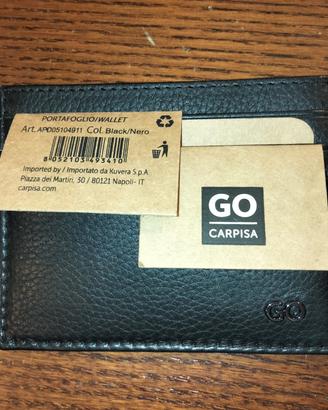 PORTAFOGLIO/WALLET
Art. APD05104911 Col. Black/Nero
8 052103 493410
Imported by / Importato da Kuvera S.p.A
Piazza dei Martiri, 30 / 80121 Napoli- IT
carpisa.com
GO
CARPISA
GO